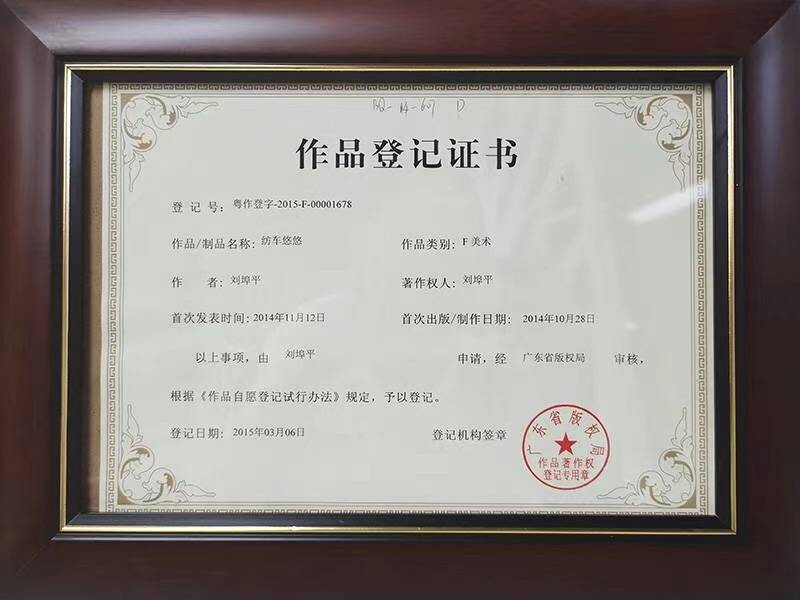 作品登记证书
登 记 号：粤作登字-2015-F-00001678
作品/制品名称：纺车悠悠 作品类别：F 美术
作 者：刘埠平 著作权人：刘埠平
首次发表时间：2014年11月12日 首次出版/制作日期：2014年10月28日
以上事项，由 刘埠平 申请，经 广东省版权局 审核，
根据《作品自愿登记试行办法》规定，予以登记。
登记日期：2015年03月06日 登记机构签章
广东省版权局
作品著作权
登记专用章